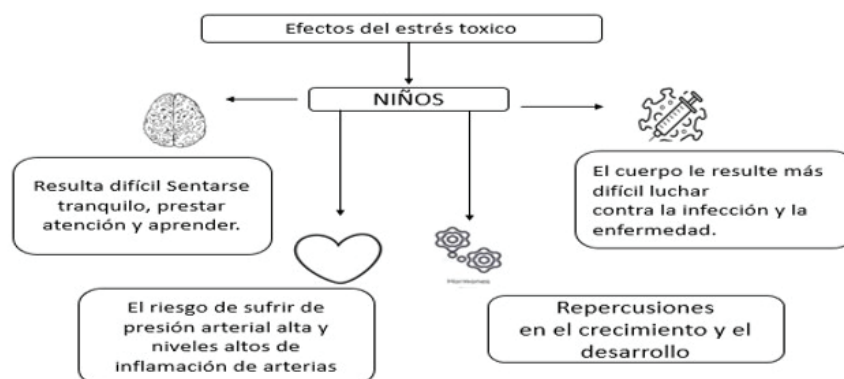 Efectos del estrés toxico
NIÑOS
Resulta difícil Sentarse
tranquilo, prestar
atención y aprender.
El cuerpo le resulte más
difícil luchar
contra la infección y la
enfermedad.
Hormonas
El riesgo de sufrir de
presión arterial alta y
niveles altos de
inflamación de arterias
Repercusiones
en el crecimiento y el
desarrollo